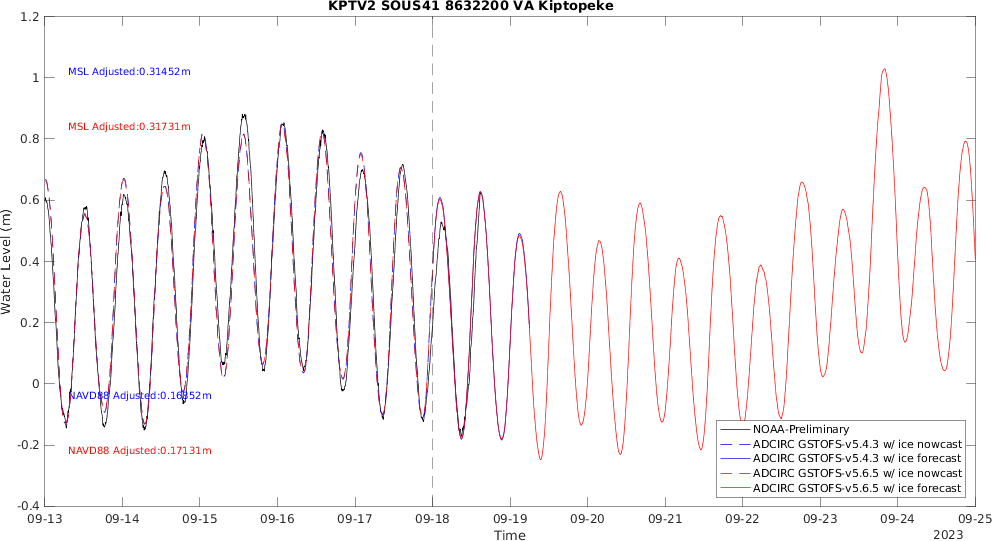 KPTV2 SOUS41 8632200 VA Kiptopeke
1.2
1
0.8
0.6
0.4
0.2
0
-0.2
-0.4
Water Level (m)
MSL Adjusted:0.31452m
MSL Adjusted:0.31731m
NAVD88 Adjusted:0.16852m
NAVD88 Adjusted:0.17131m
NOAA-Preliminary
ADCIRC GSTOFS-v5.4.3 w/ ice nowcast
ADCIRC GSTOFS-v5.4.3 w/ ice forecast
ADCIRC GSTOFS-v5.6.5 w/ ice nowcast
ADCIRC GSTOFS-v5.6.5 w/ ice forecast
09-13 09-14 09-15 09-16 09-17 09-18 09-19 09-20 09-21 09-22 09-23 09-24 09-25
Time
2023